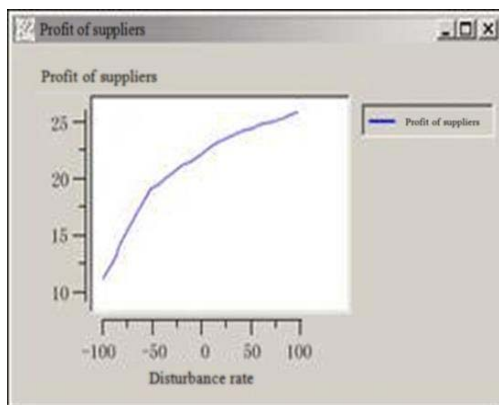 Profit of suppliers
Profit of suppliers
Profit of suppliers
25
20
15
10
-100 -50 0 50 100
Disturbance rate